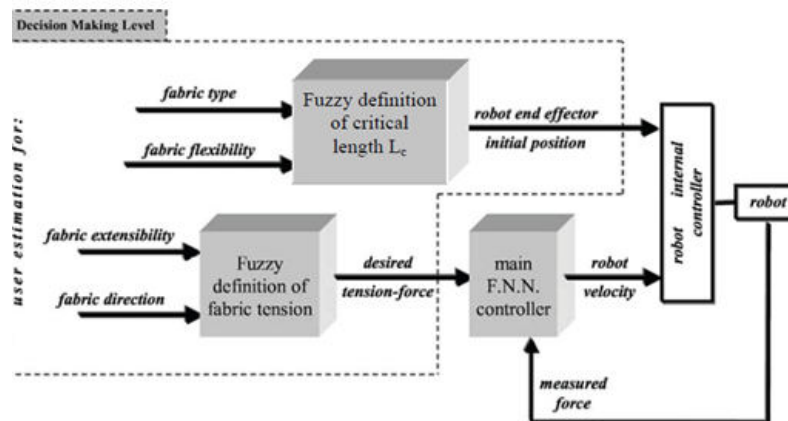 Decision Making Level
user estimation for:
fabric type
fabric flexibility
Fuzzy definition
of critical
length Lc
robot end effector
initial position
fabric extensibility
fabric direction
Fuzzy
definition of
fabric tension
desired
tension-force
main
F.N.N.
controller
robot
velocity
robot internal
controller
robot
measured
force